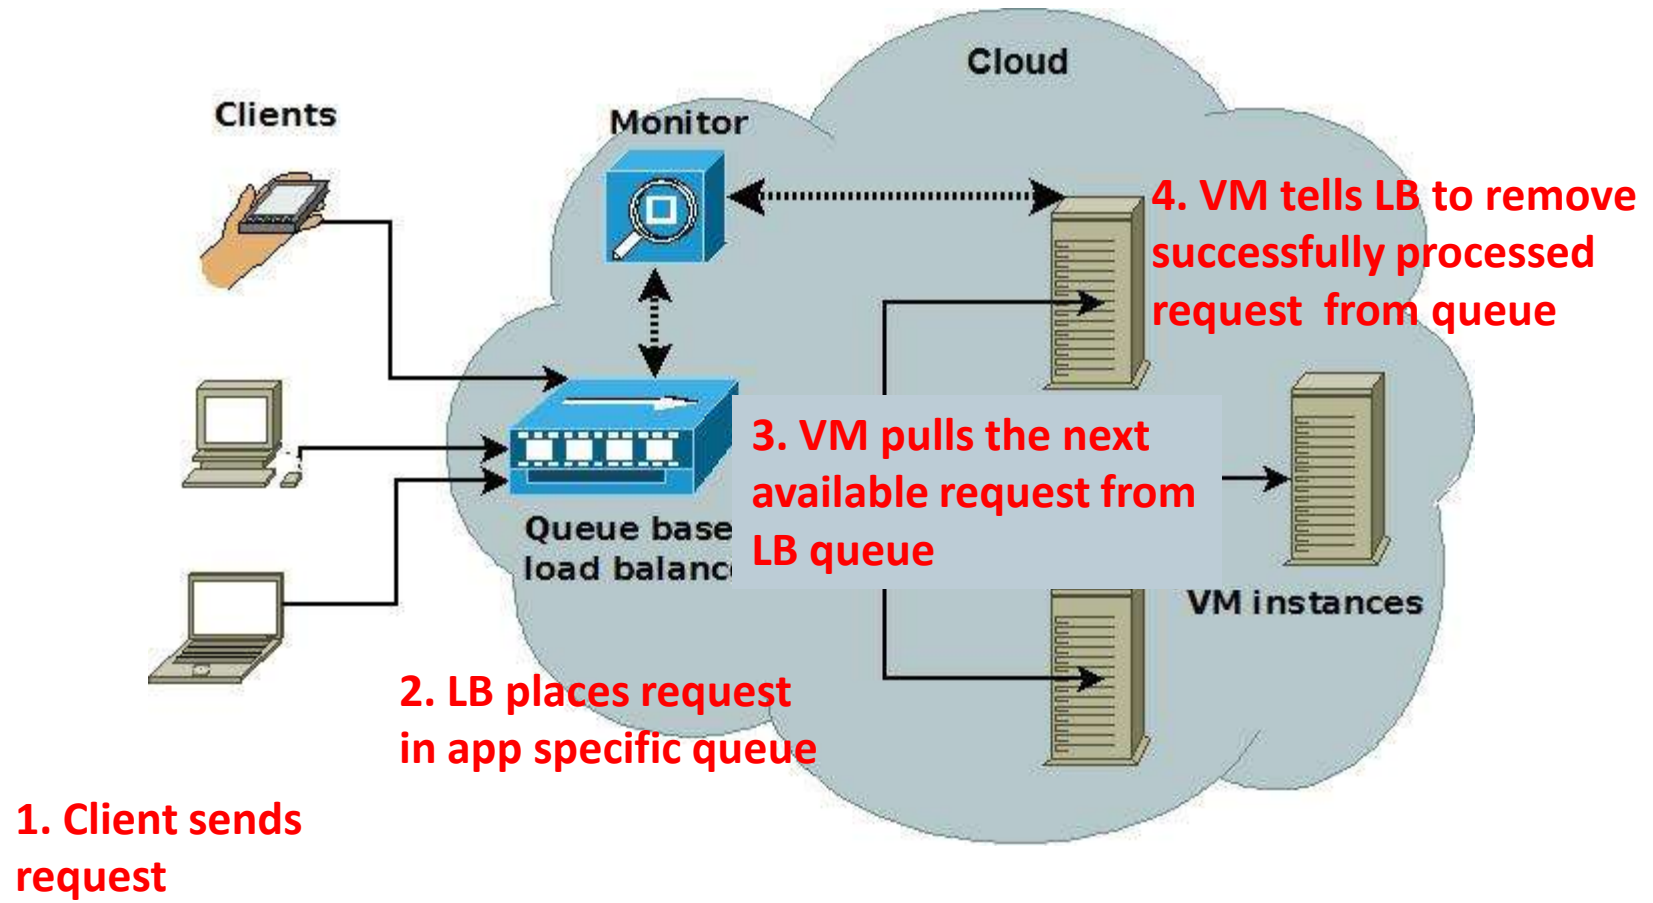 Cloud
Clients
Monitor
4. VM tells LB to remove
successfully processed
request from queue
3. VM pulls the next
available request from
LB queue
Queue base
load balanc
VM instances
2. LB places request
in app specific queue
1. Client sends
request